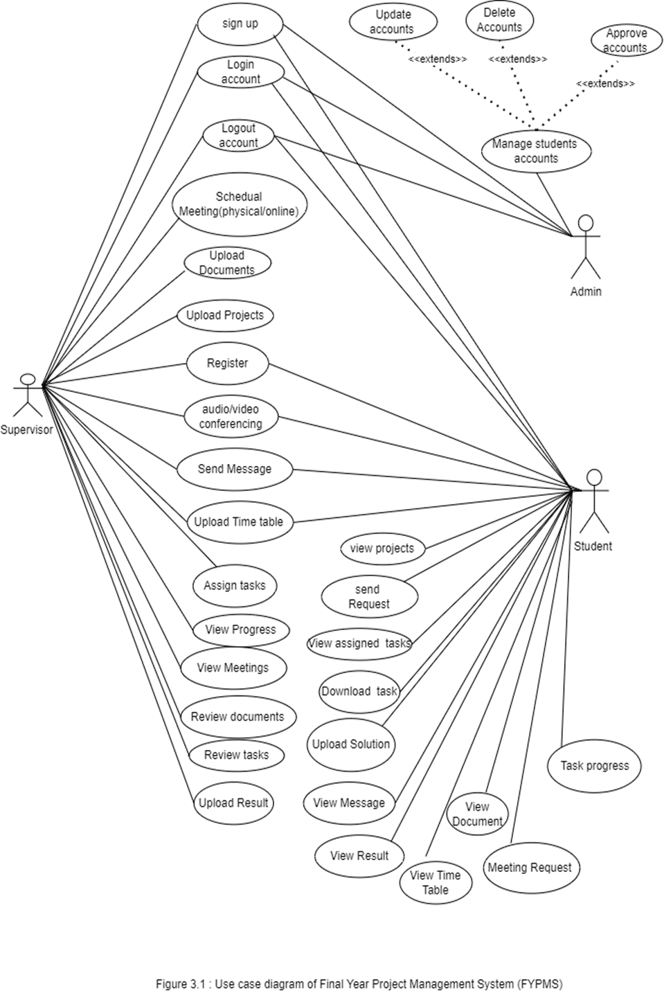 sign up
Update
accounts
Delete
Accounts
Approve
accounts
<<extends>>
<<extends>>
<<extends>>
Login
account
Logout
account
Manage students
accounts
Schedual
Meeting(physical/online)
Upload
Documents
Admin
Upload Projects
Register
Supervisor
audio/video
conferencing
Send Message
Upload Time table
Student
view projects
Assign tasks
send
Request
View Progress
View assigned tasks
View Meetings
Download task
Review documents
Upload Solution
Review tasks
Task progress
Upload Result
View Message
View
Document
View Result
Meeting Request
View Time
Table
Figure 3.1 : Use case diagram of Final Year Project Management System (FYPMS)